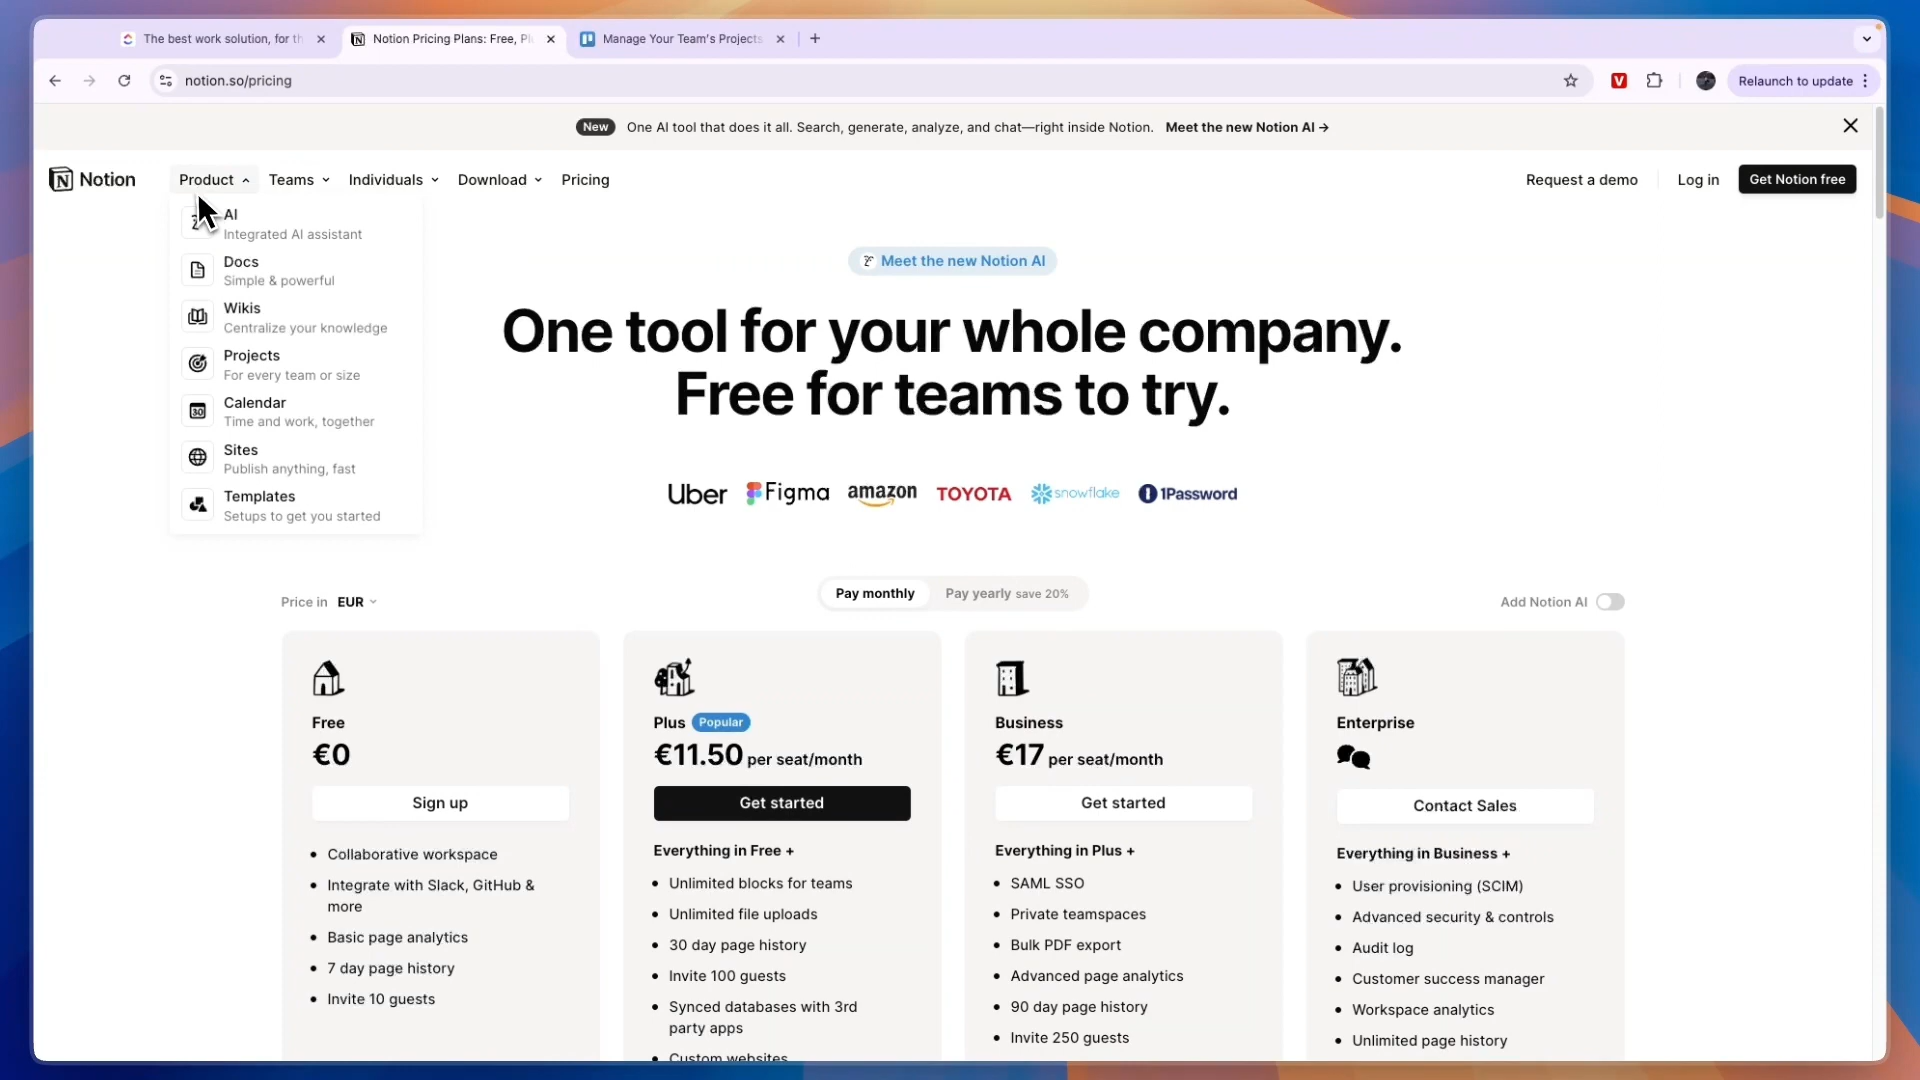 The best work solution, for th
Notion Pricing Plans: Free, Pl
Manage Your Team's Projects
notion.so/pricing
Relaunch to update
New One AI tool that does it all. Search, generate, analyze, and chat—right inside Notion. Meet the new Notion AI →
Notion
Product
Teams
Individuals
Download
Pricing
Request a demo
Log in
Get Notion free
AI
Integrated AI assistant
Docs
Simple & powerful
Wikis
Centralize your knowledge
Projects
For every team or size
Calendar
Time and work, together
Sites
Publish anything, fast
Templates
Setups to get you started
Meet the new Notion AI
One tool for your whole company.
Free for teams to try.
Uber Figma amazon TOYOTA snowflake 1Password
Price in EUR
Pay monthly
Pay yearly save 20%
Add Notion AI
Free
€0
Sign up
• Collaborative workspace
• Integrate with Slack, GitHub &
more
• Basic page analytics
• 7 day page history
• Invite 10 guests
Plus Popular
€11.50 per seat/month
Get started
Everything in Free +
• Unlimited blocks for teams
• Unlimited file uploads
• 30 day page history
• Invite 100 guests
• Synced databases with 3rd
party apps
• Custom websites
Business
€17 per seat/month
Get started
Everything in Plus +
• SAML SSO
• Private teamspaces
• Bulk PDF export
• Advanced page analytics
• 90 day page history
• Invite 250 guests
Enterprise
Contact Sales
Everything in Business +
• User provisioning (SCIM)
• Advanced security & controls
• Audit log
• Customer success manager
• Workspace analytics
• Unlimited page history